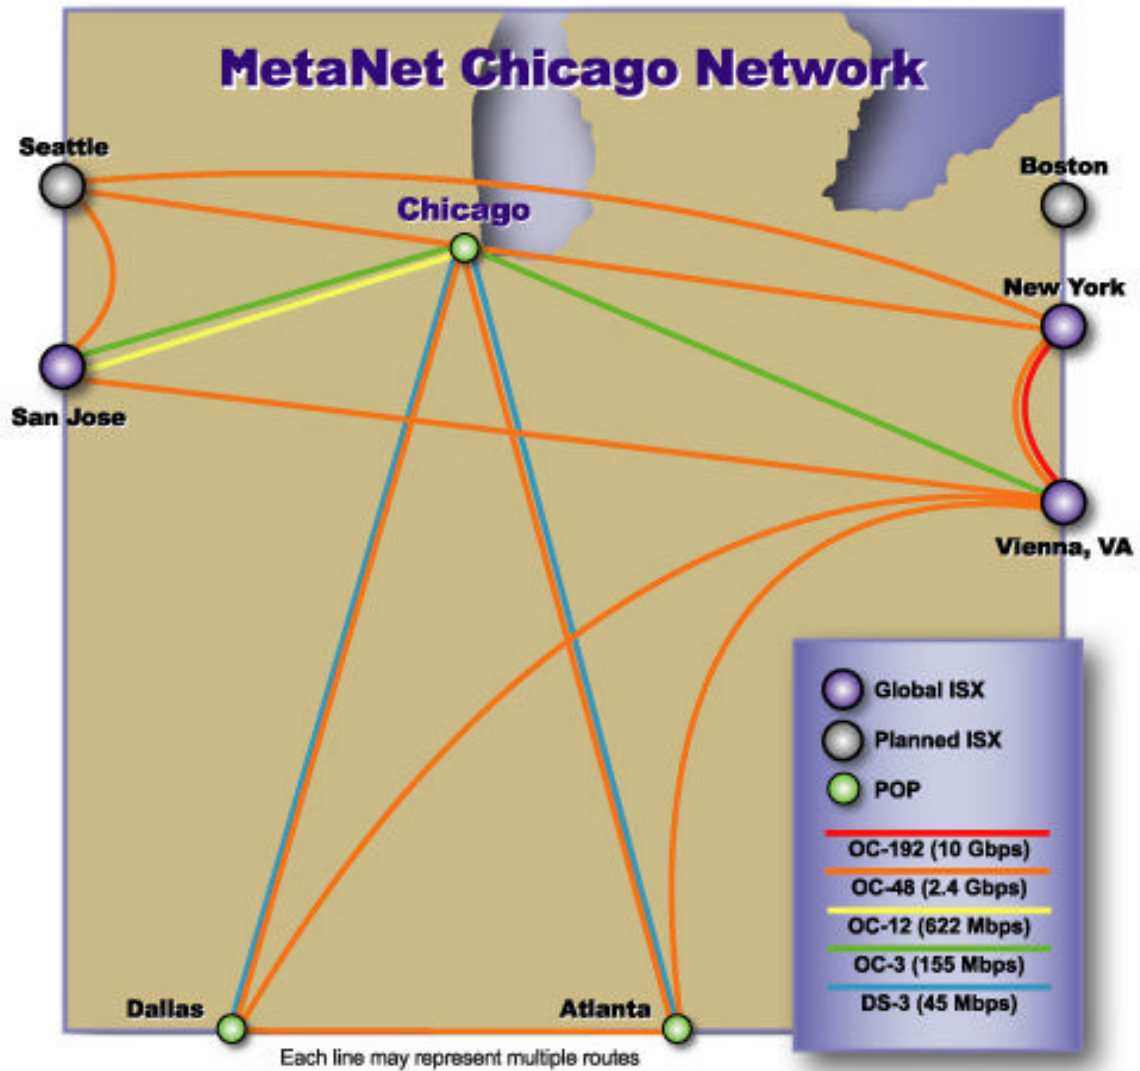 MetaNet Chicago Network
Seattle
Boston
Chicago
New York
San Jose
Vienna, VA
Global ISX
Planned ISX
POP
OC-192 (10 Gbps)
OC-48 (2.4 Gbps)
OC-12 (622 Mbps)
OC-3 (155 Mbps)
DS-3 (45 Mbps)
Dallas
Atlanta
Each line may represent multiple routes